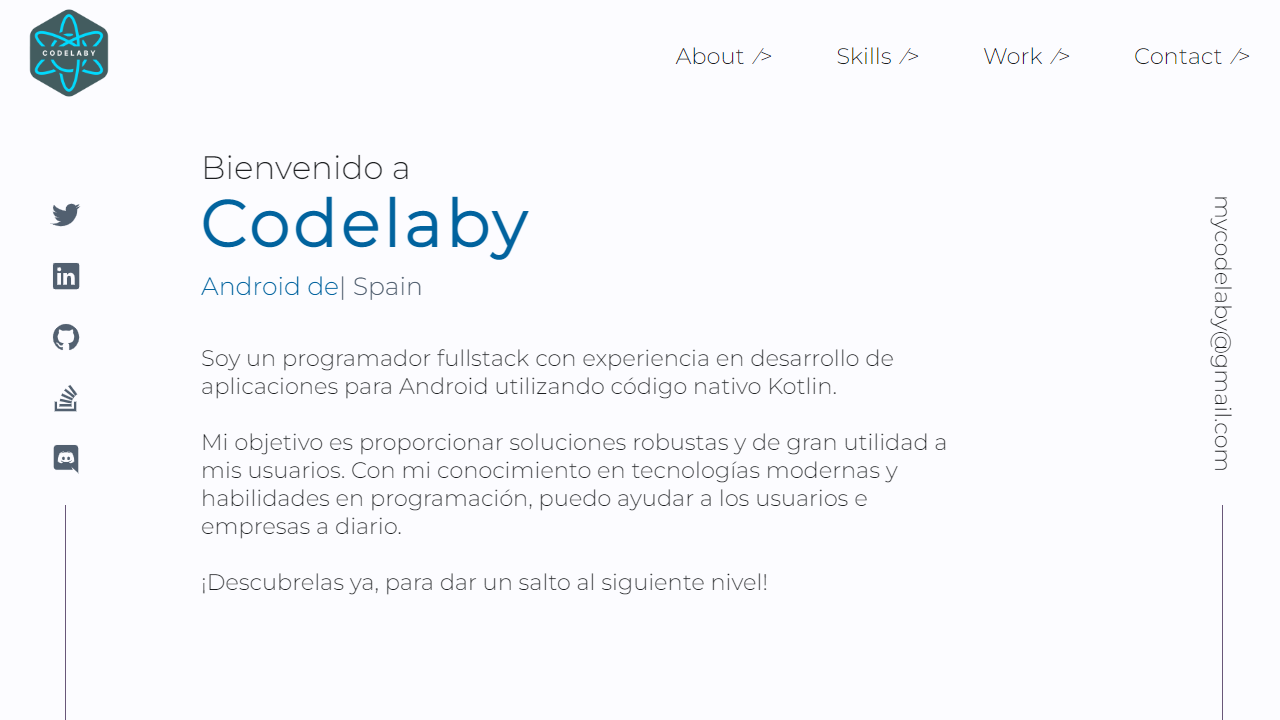 CODELABY
About />
Skills />
Work />
Contact />
Bienvenido a
Codelaby
Android de| Spain
Soy un programador fullstack con experiencia en desarrollo de
aplicaciones para Android utilizando código nativo Kotlin.
Mi objetivo es proporcionar soluciones robustas y de gran utilidad a
mis usuarios. Con mi conocimiento en tecnologías modernas y
habilidades en programación, puedo ayudar a los usuarios e
empresas a diario.
¡Descubrelas ya, para dar un salto al siguiente nivel!
in
mycodelaby@gmail.com